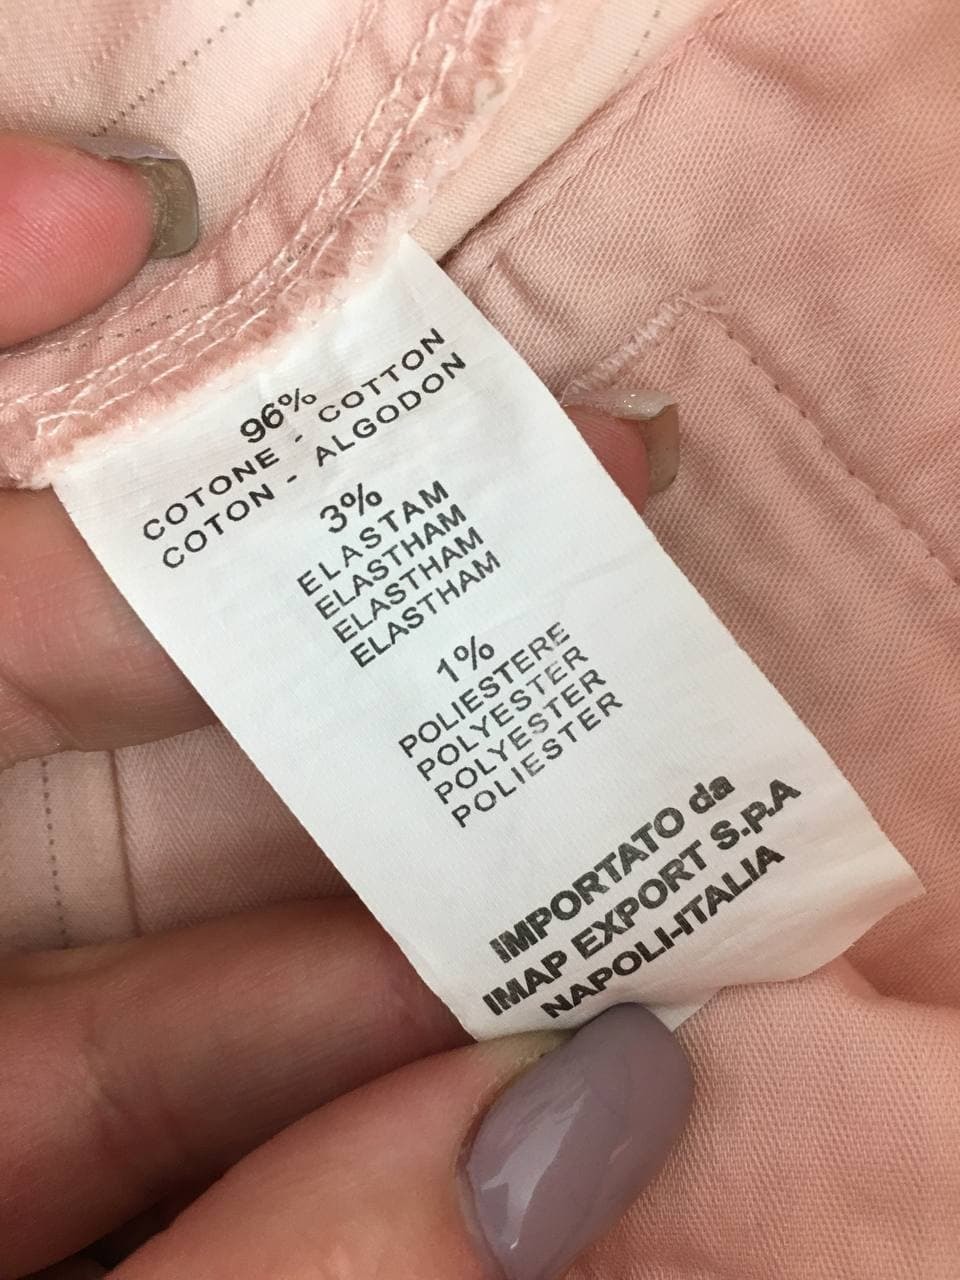 96%
COTONE - COTTON
COTON - ALGODON
3%
ELASTAM
ELASTHAM
ELASTHAM
ELASTHAM
1%
POLIESTERE
POLYESTER
POLYESTER
POLIESTER
IMPORTATO da
IMAP EXPORT S.p.A
NAPOLI-ITALIA